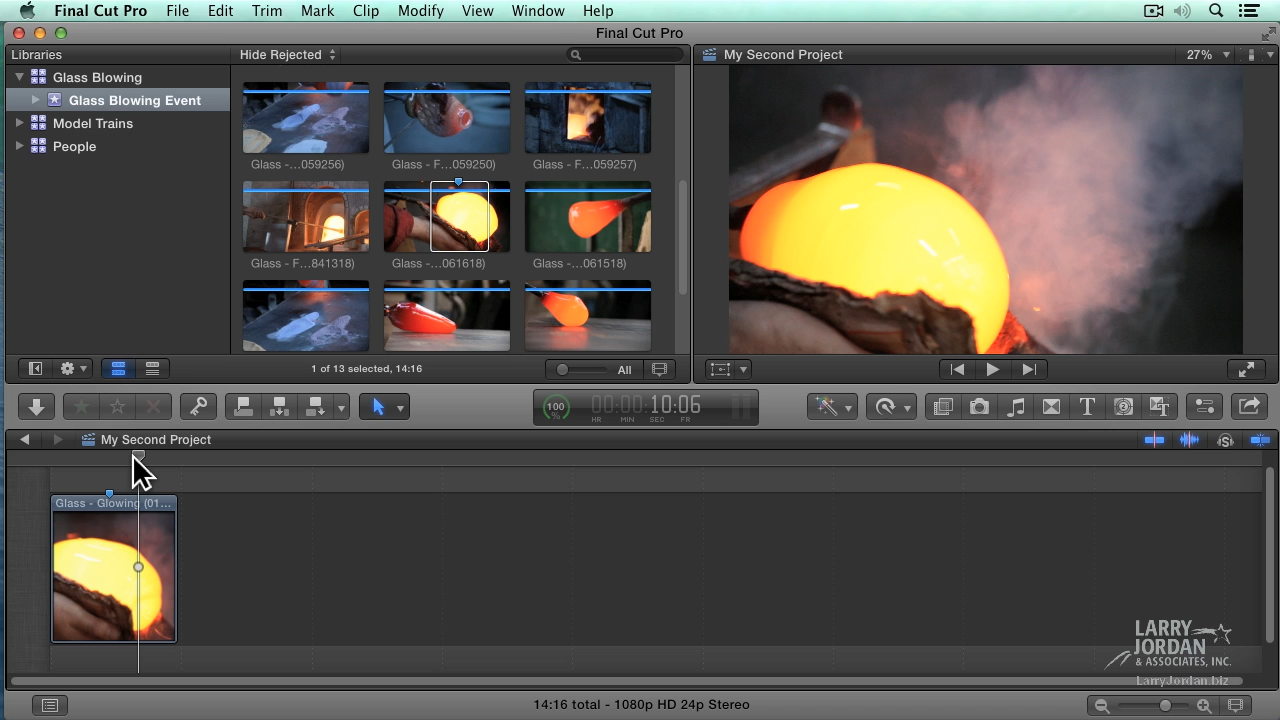 Final Cut Pro File Edit Trim Mark Clip Modify View Window Help
Final Cut Pro
Libraries
Hide Rejected
My Second Project
27%
Glass Blowing
Glass Blowing Event
Model Trains
People
Glass -...059256)
Glass - F...059250)
Glass - F...059257)
Glass - F...841318)
Glass -...061618)
Glass -...061518)
1 of 13 selected, 14:16
All
100
%
00:00:10:06
HR MIN SEC FR
My Second Project
Glass - Glowing (01...
LARRY
JORDAN
& ASSOCIATES, INC.
LarryJordan.biz
14:16 total - 1080p HD 24p Stereo